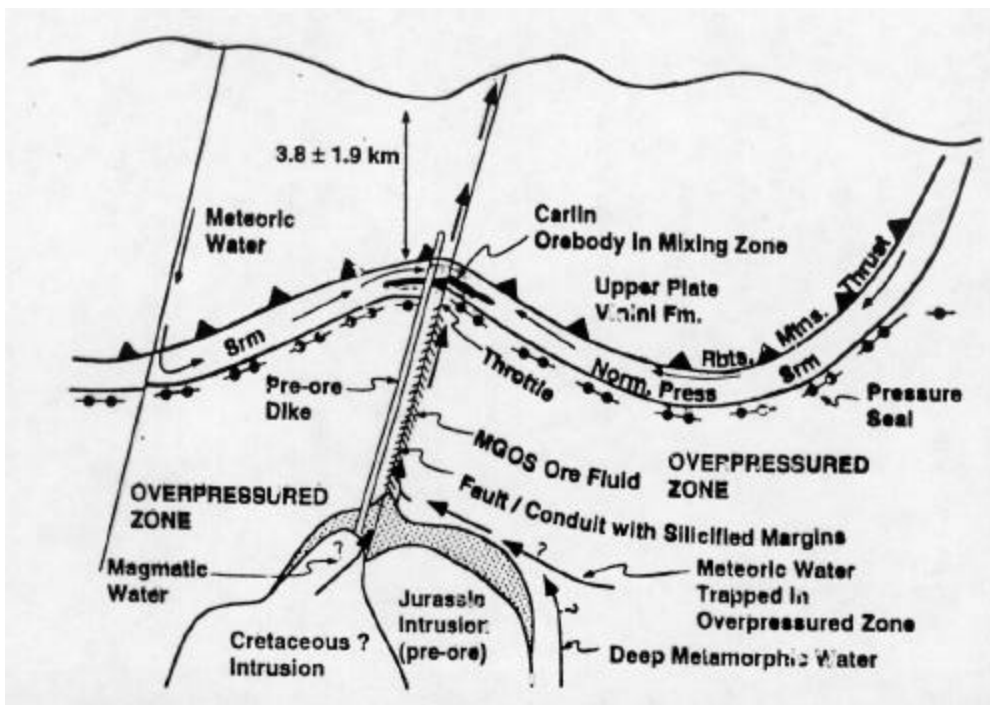 3.8 ± 1.9 km
Meteoric
Water
Carlin
Orebody In Mixing Zone
Upper Plate
Vinini Fm.
Rbts. Mtns. Thrust
Srm
Srm
Norm. Press
Throttle
Pre-ore
Dike
Pressure
Seal
MQOS Ore Fluid
OVERPRESSURED
ZONE
OVERPRESSURED
ZONE
Fault / Conduit with Silicified Margins
?
?
?
Magmatic
Water
Meteoric Water
Trapped In
Overpressured Zone
Jurassic
Intrusion
(pre-ore)
Cretaceous ?
Intrusion
Deep Metamorphic Water